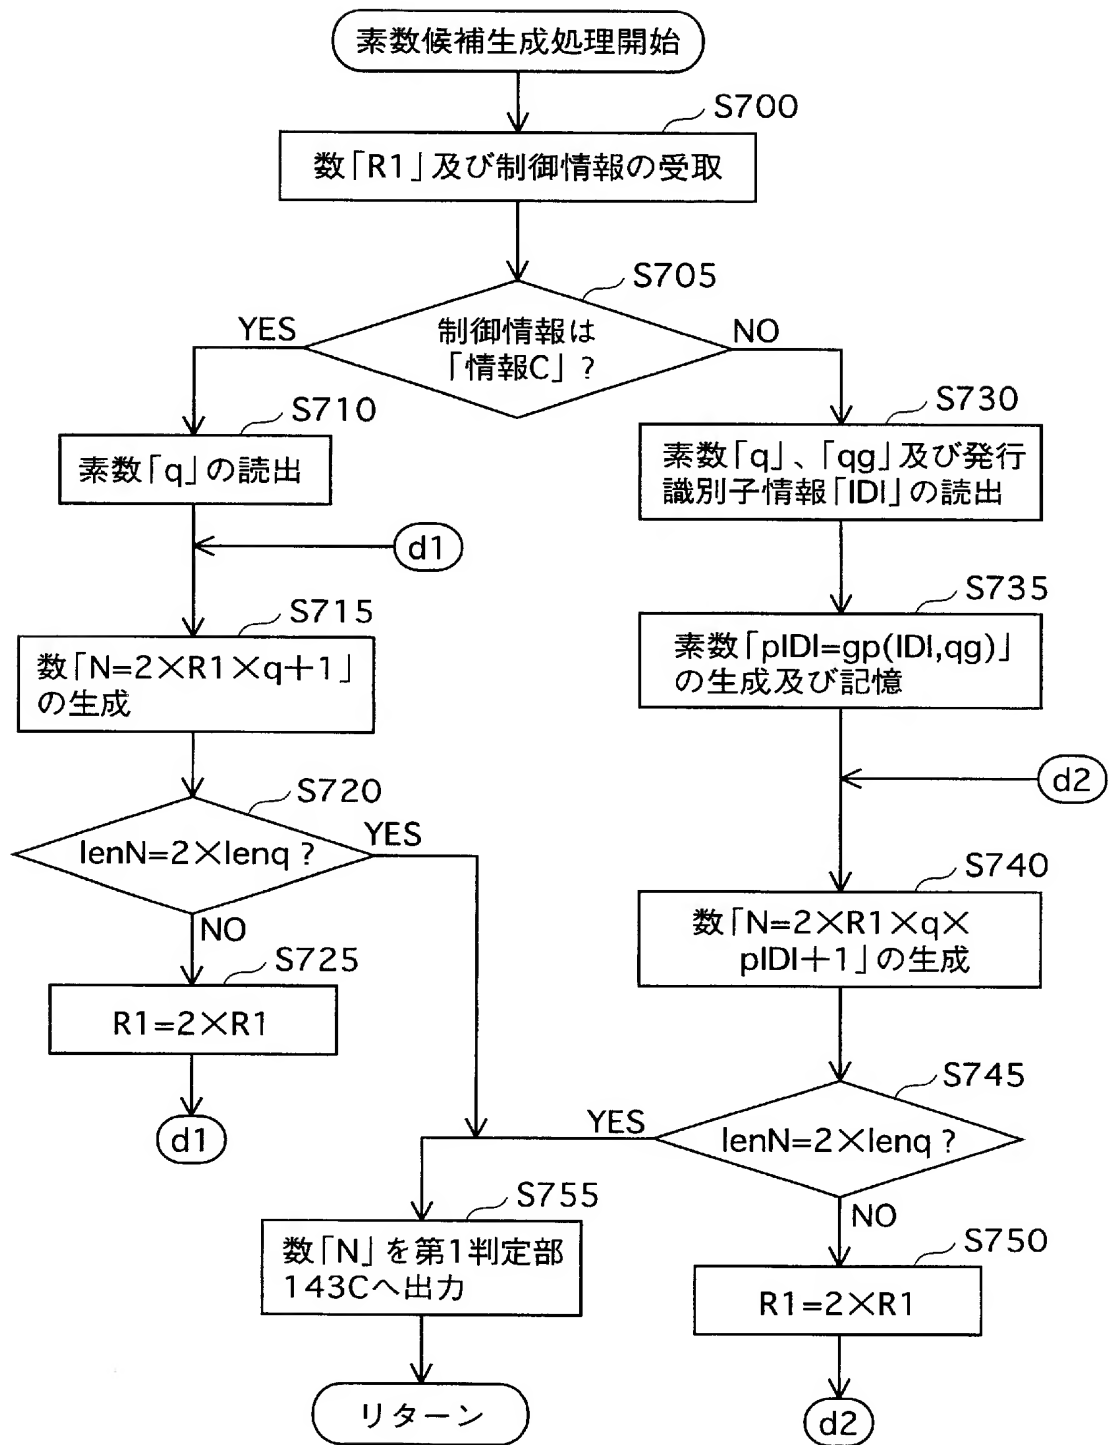 素数候補生成処理開始
S700
数「R1」及び制御情報の受取
S705
制御情報は
「情報C」?
YES
NO
S710
素数「q」の読出
d1
S715
数「N=2×R1×q+1」
の生成
S720
lenN=2×lenq?
YES
NO
S725
R1=2×R1
d1
S730
素数「q」、「qg」及び発行
識別子情報「IDI」の読出
S735
素数「pIDI=gp(IDI,qg)」
の生成及び記憶
d2
S740
数「N=2×R1×q×
pIDI+1」の生成
S745
lenN=2×lenq?
YES
NO
S750
R1=2×R1
d2
S755
数「N」を第1判定部
143Cへ出力
リターン